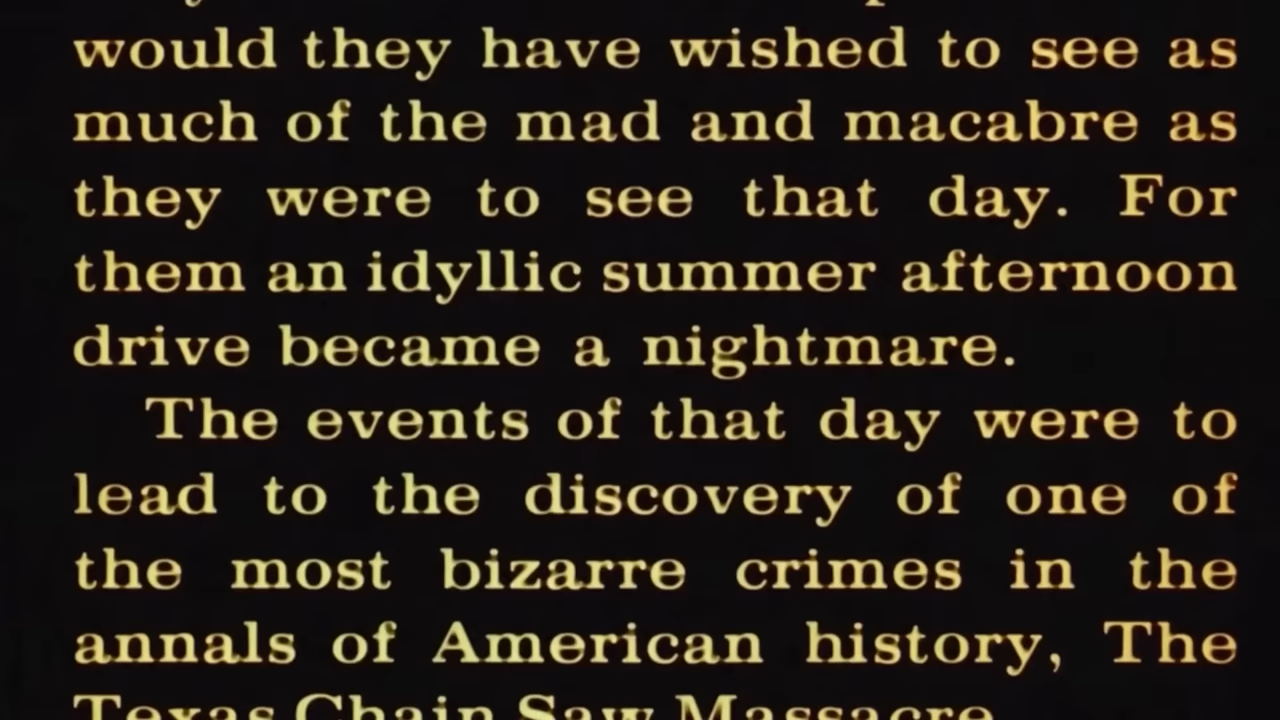 would they have wished to see as
much of the mad and macabre as
they were to see that day. For
them an idyllic summer afternoon
drive became a nightmare.
The events of that day were to
lead to the discovery of one of
the most bizarre crimes in the
annals of American history, The
Texas Chain Saw Massacre.